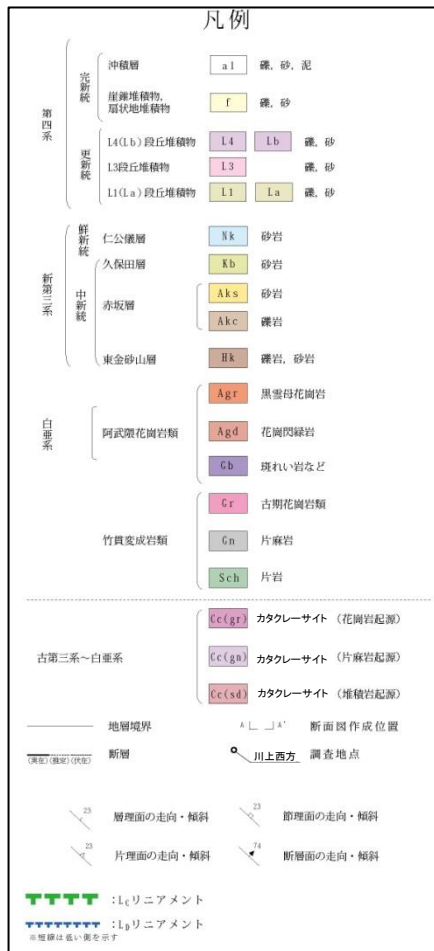 凡例
第四系
完新統
沖積層 al 礫, 砂, 泥
崖錐堆積物, 扇状地堆積物 f 礫, 砂
更新統
L4(Lb)段丘堆積物 L4 Lb 礫, 砂
L3段丘堆積物 L3 礫, 砂
L1(La)段丘堆積物 L1 La 礫, 砂
新第三系
鮮新統
仁公儀層 Nk 砂岩
中新統
久保田層 Kb 砂岩
赤坂層 Aks 砂岩
Akc 礫岩
東金砂山層 Hk 礫岩, 砂岩
白亜系
阿武隈花崗岩類
Agr 黒雲母花崗岩
Agd 花崗閃緑岩
Gb 斑れい岩など
竹貫変成岩類
Gr 古期花崗岩類
Gn 片麻岩
Sch 片岩
古第三系～白亜系
Cc(gr) カタクレーサイト (花崗岩起源)
Cc(gn) カタクレーサイト (片麻岩起源)
Cc(sd) カタクレーサイト (堆積岩起源)
地層境界 A A' 断面図作成位置
断層 川上西方 調査地点
(実在) (推定) (伏在)
23 層理面の走向・傾斜 23 節理面の走向・傾斜
23 片理面の走向・傾斜 74 断層面の走向・傾斜
:LCリニアメント
:LDリニアメント
※短線は低い側を示す